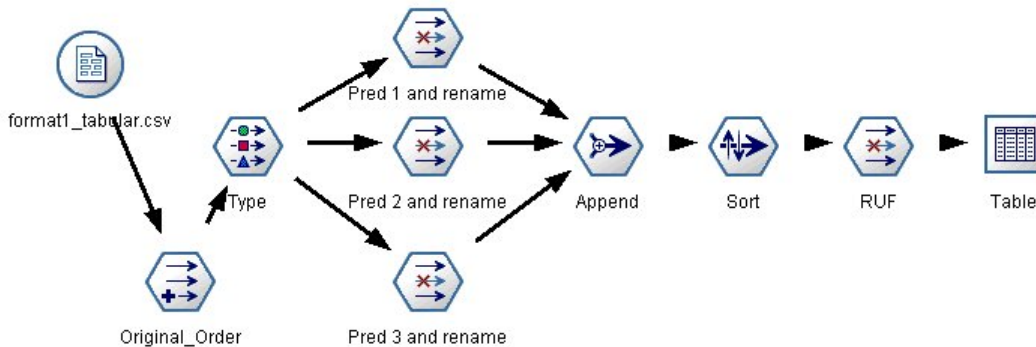 Pred 1 and rename
format1_tabular.csv
Type
Pred 2 and rename
Append
Sort
RUF
Table
Original_Order
Pred 3 and rename